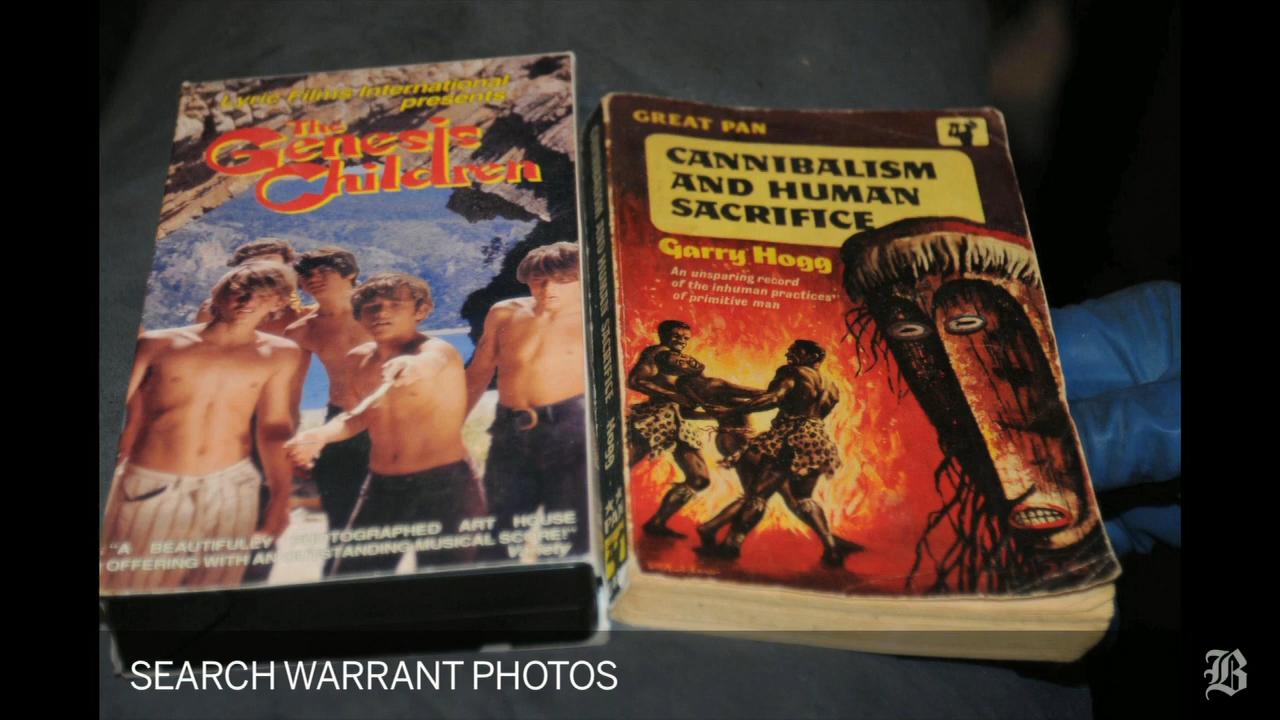 Lyric Films International
presents
The
Genesis
Children
"A BEAUTIFULLY PHOTOGRAPHED ART HOUSE
OFFERING WITH AN OUTSTANDING MUSICAL SCORE!"
Variety
GREAT PAN
CANNIBALISM
AND HUMAN
SACRIFICE
Garry Hogg
An unsparing record
of the inhuman practices
of primitive man
HOGG
PAN
SEARCH WARRANT PHOTOS
B